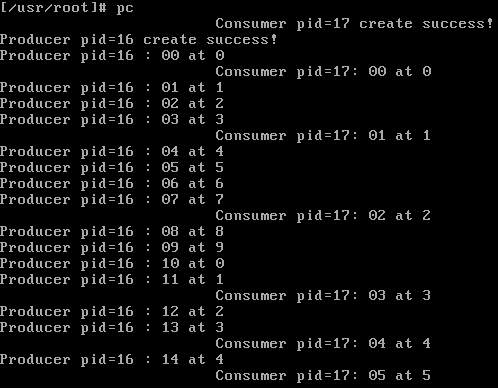 [/usr/root]# pc
Consumer pid=17 create success!
Producer pid=16 create success!
Producer pid=16 : 00 at 0
Consumer pid=17: 00 at 0
Producer pid=16 : 01 at 1
Producer pid=16 : 02 at 2
Producer pid=16 : 03 at 3
Consumer pid=17: 01 at 1
Producer pid=16 : 04 at 4
Producer pid=16 : 05 at 5
Producer pid=16 : 06 at 6
Producer pid=16 : 07 at 7
Consumer pid=17: 02 at 2
Producer pid=16 : 08 at 8
Producer pid=16 : 09 at 9
Producer pid=16 : 10 at 0
Producer pid=16 : 11 at 1
Consumer pid=17: 03 at 3
Producer pid=16 : 12 at 2
Producer pid=16 : 13 at 3
Consumer pid=17: 04 at 4
Producer pid=16 : 14 at 4
Consumer pid=17: 05 at 5